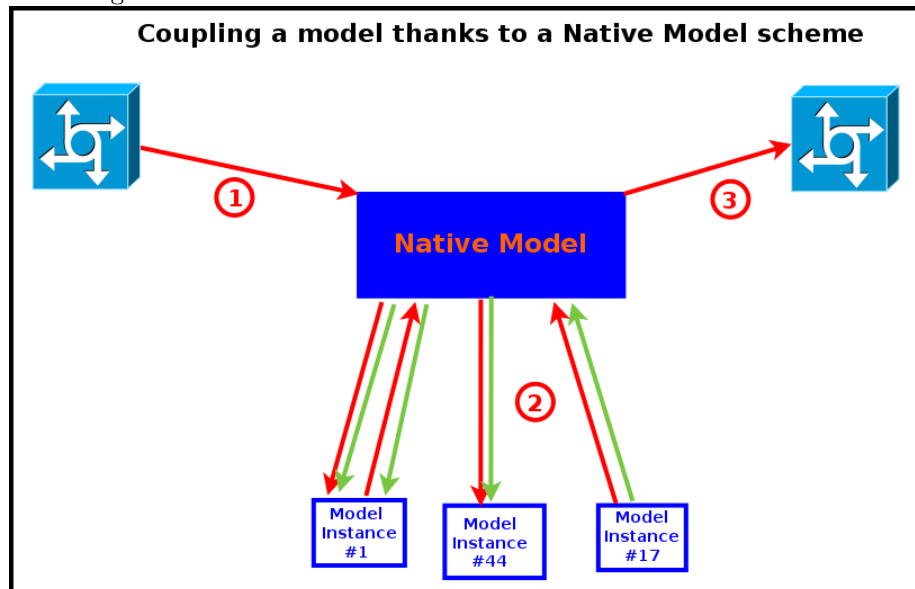 Coupling a model thanks to a Native Model scheme
1
3
Native Model
2
Model
Instance
#1
Model
Instance
#44
Model
Instance
#17